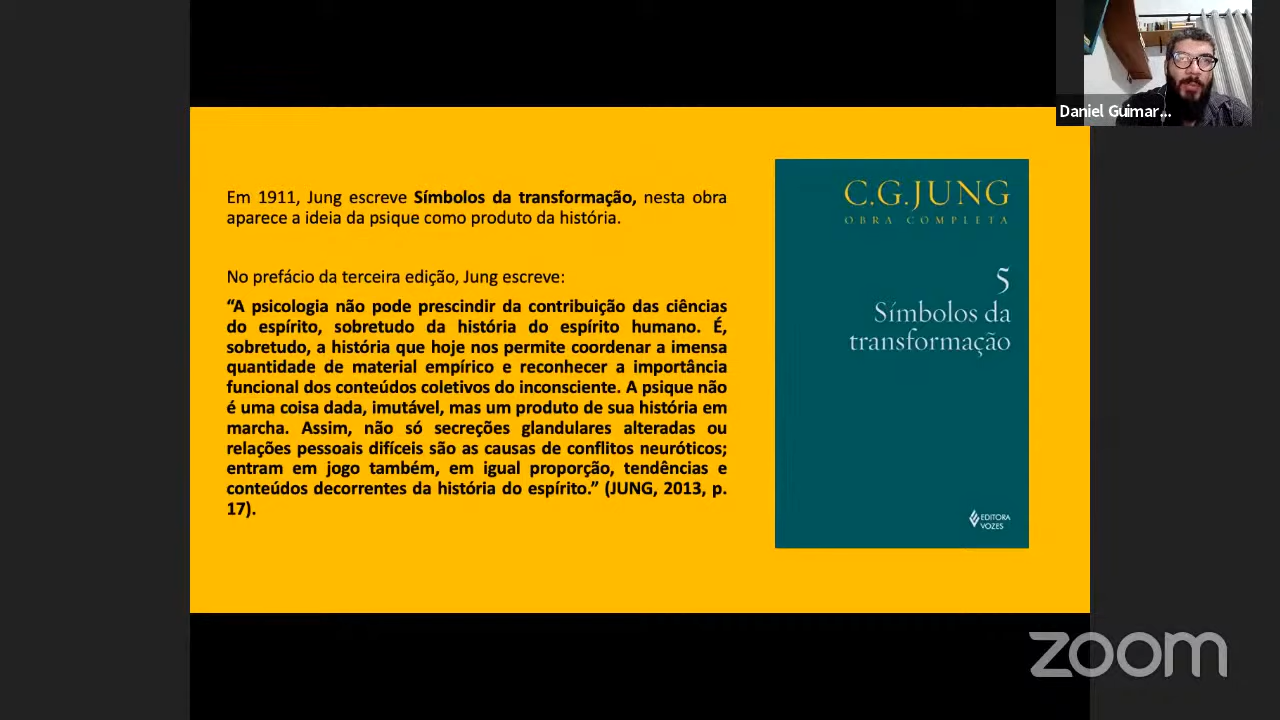 Daniel Guimar...
Em 1911, Jung escreve Símbolos da transformação, nesta obra
aparece a ideia da psique como produto da história.
No prefácio da terceira edição, Jung escreve:
“A psicologia não pode prescindir da contribuição das ciências
do espírito, sobretudo da história do espírito humano. É,
sobretudo, a história que hoje nos permite coordenar a imensa
quantidade de material empírico e reconhecer a importância
funcional dos conteúdos coletivos do inconsciente. A psique não
é uma coisa dada, imutável, mas um produto de sua história em
marcha. Assim, não só secreções glandulares alteradas ou
relações pessoais difíceis são as causas de conflitos neuróticos;
entram em jogo também, em igual proporção, tendências e
conteúdos decorrentes da história do espírito.” (JUNG, 2013, p.
17).
C.G.JUNG
OBRA COMPLETA
5
Símbolos da
transformação
EDITORA
VOZES
zoom